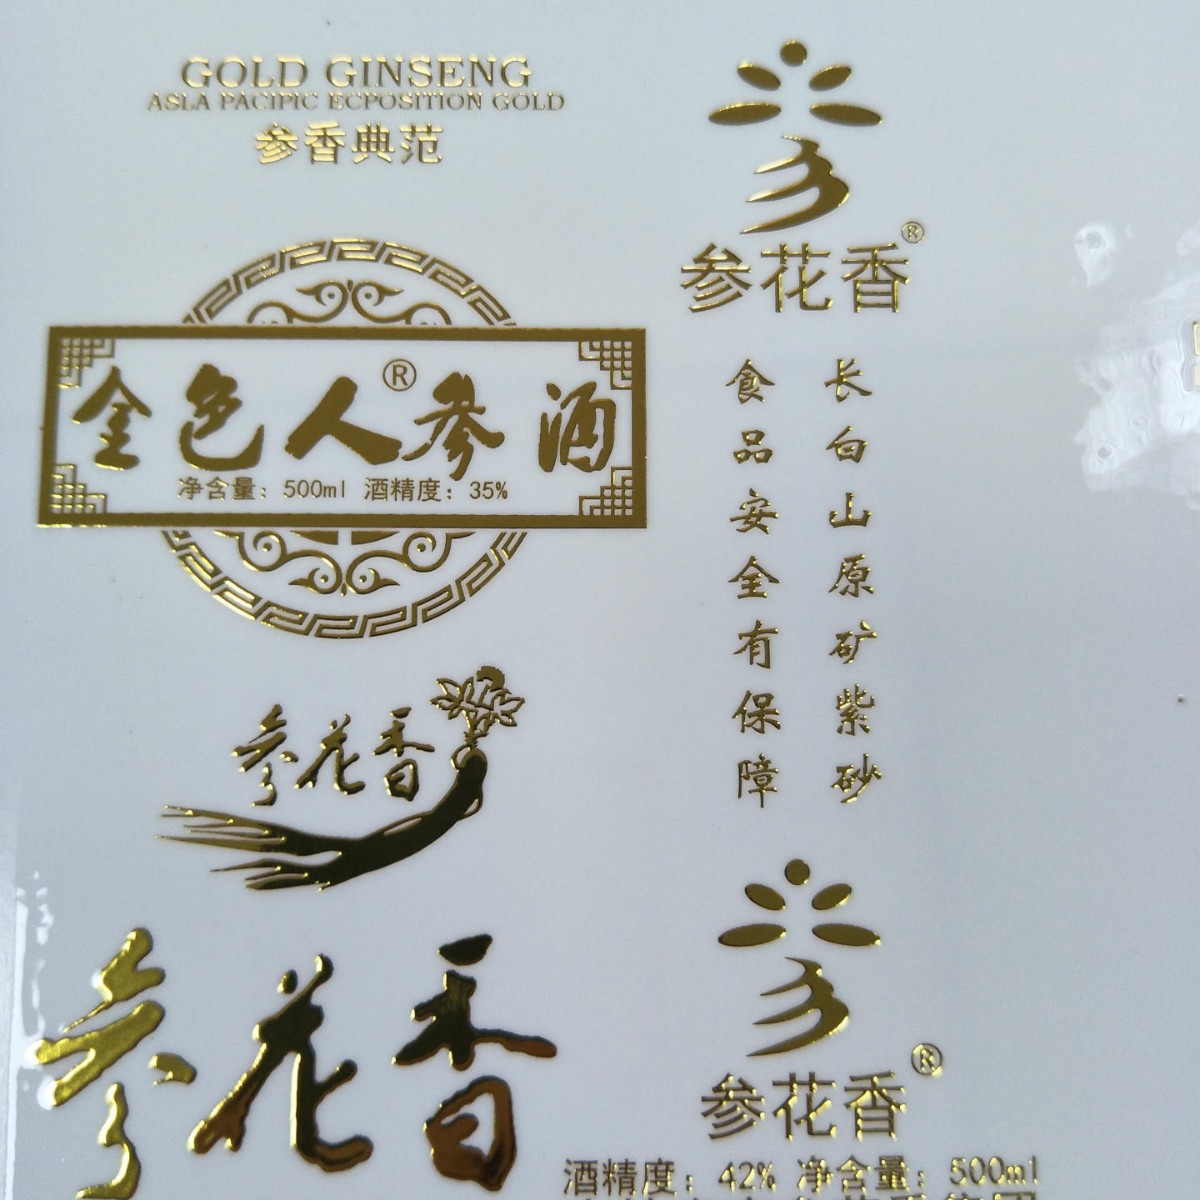 GOLD GINSENG
ASLA PACIPIC ECPOSITION GOLD
参香典范
金色人参酒
®
净含量：500ml 酒精度：35%
参花香
参花香
参花香®
长白山原矿紫砂
食品安全有保障
参花香®
酒精度：42% 净含量：500ml